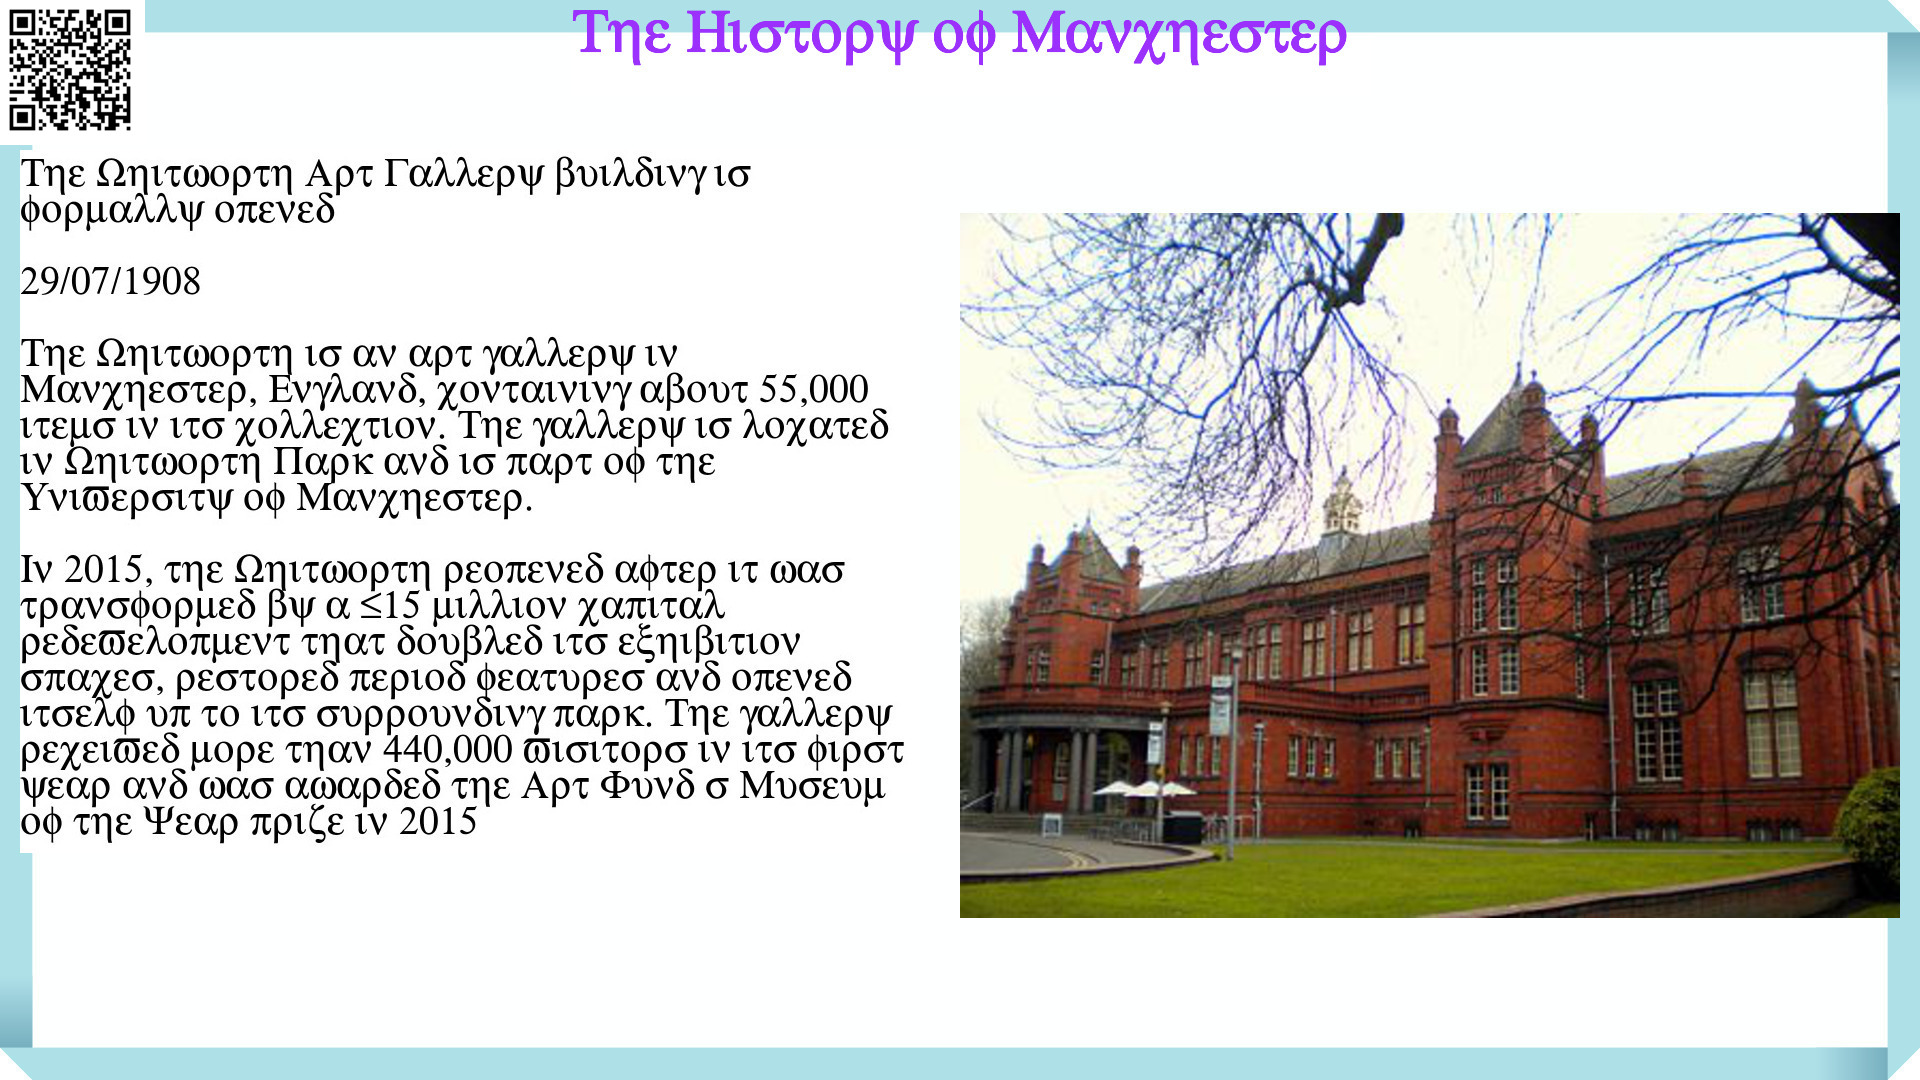 Τηε Ηιστορψ οφ Μανχηεστερ
Τηε Ωηιτωορτη Αρτ Γαλλερψ βυιλδινγ ισ
φορμαλλψ οπενεδ
29/07/1908
Τηε Ωηιτωορτη ισ αν αρτ γαλλερψ ιν
Μανχηεστερ, Ενγλανδ, χονταινινγ αβουτ 55,000
ιτεμσ ιν ιτσ χολλεχτιον. Τηε γαλλερψ ισ λοχατεδ
ιν Ωηιτωορτη Παρκ ανδ ισ παρτ οφ τηε
Υνιϖερσιτψ οφ Μανχηεστερ.
Ιν 2015, τηε Ωηιτωορτη ρεοπενεδ αφτερ ιτ ωασ
τρανσφορμεδ βψ α ≤15 μιλλιον χαπιταλ
ρεδεϖελοπμεντ τηατ δουβλεδ ιτσ εξηιβιτιον
σπαχεσ, ρεστορεδ περιοδ φεατυρεσ ανδ οπενεδ
ιτσελφ υπ το ιτσ συρρουνδινγ παρκ. Τηε γαλλερψ
ρεχειϖεδ μορε τηαν 440,000 ϖισιτορσ ιν ιτσ φιρστ
ψεαρ ανδ ωασ αωαρδεδ τηε Αρτ Φυνδ σ Μυσευμ
οφ τηε Ψεαρ πριζε ιν 2015